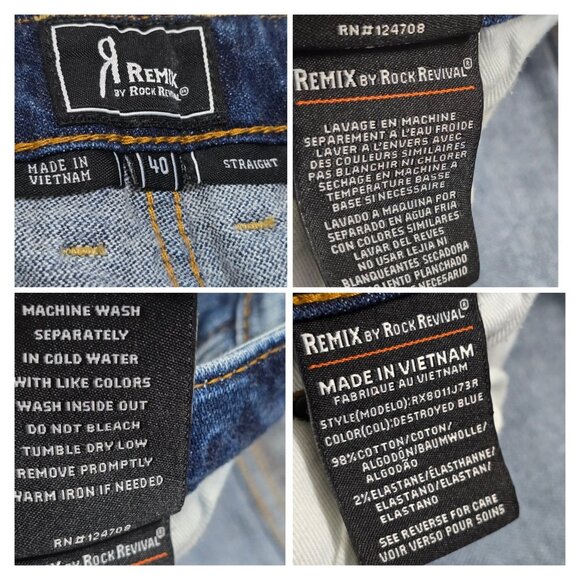 REMIX
BY ROCK REVIVAL®
MADE IN
VIETNAM
40
STRAIGHT
RN#124708
REMIX BY ROCK REVIVAL®
LAVAGE EN MACHINE
SEPAREMENT A L'EAU FROIDE
LAVER A L'ENVERS AVEC
DES COULEURS SIMILAIRES
PAS BLANCHIR NI CHLORER
SECHAGE EN MACHINE A
TEMPERATURE BASSE
BASE SI NECESSAIRE
LAVADO A MAQUINA POR
SEPARADO EN AGUA FRIA
CON COLORES SIMILARES
LAVAR DEL REVES
NO USAR LEJIA NI
BLANQUEANTES SECADORA
LENTO PLANCHADO
NECESARIO
MACHINE WASH
SEPARATELY
IN COLD WATER
WITH LIKE COLORS
WASH INSIDE OUT
DO NOT BLEACH
TUMBLE DRY LOW
REMOVE PROMPTLY
WARM IRON IF NEEDED
RN#124708
REMIX BY ROCK REVIVAL®
REMIX BY ROCK REVIVAL®
MADE IN VIETNAM
FABRIQUE AU VIETNAM
STYLE(MODELO):RX8011J73R
COLOR(COL):DESTROYED BLUE
98%COTTON/COTON/
ALGODÓN/BAUMWOLLE/
ALGODÃO
2%ELASTANE/ÉLASTHANNE/
ELASTANO/ELASTAN/
ELASTANO
SEE REVERSE FOR CARE
VOIR VERSO POUR SOINS